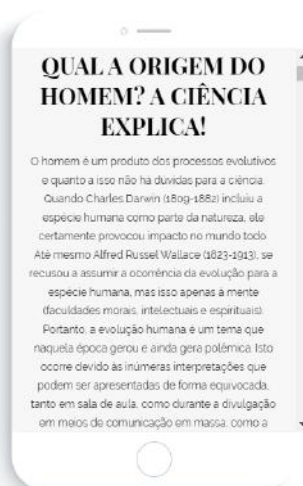 QUAL A ORIGEM DO
HOMEM? A CIÊNCIA
EXPLICA!
O homem é um produto dos processos evolutivos
e quanto a isso não há dúvidas para a ciência.
Quando Charles Darwin (1809-1882) incluiu a
espécie humana como parte da natureza, ele
certamente provocou impacto no mundo todo.
Até mesmo Alfred Russel Wallace (1823-1913), se
recusou a assumir a ocorrência da evolução para a
espécie humana, mas isso apenas à mente
(faculdades morais, intelectuais e espirituais).
Portanto, a evolução humana é um tema que
naquela época gerou e ainda gera polêmica. Isto
ocorre devido às inúmeras interpretações que
podem ser apresentadas de forma equivocada,
tanto em sala de aula, como durante a divulgação
em meios de comunicação em massa, como a